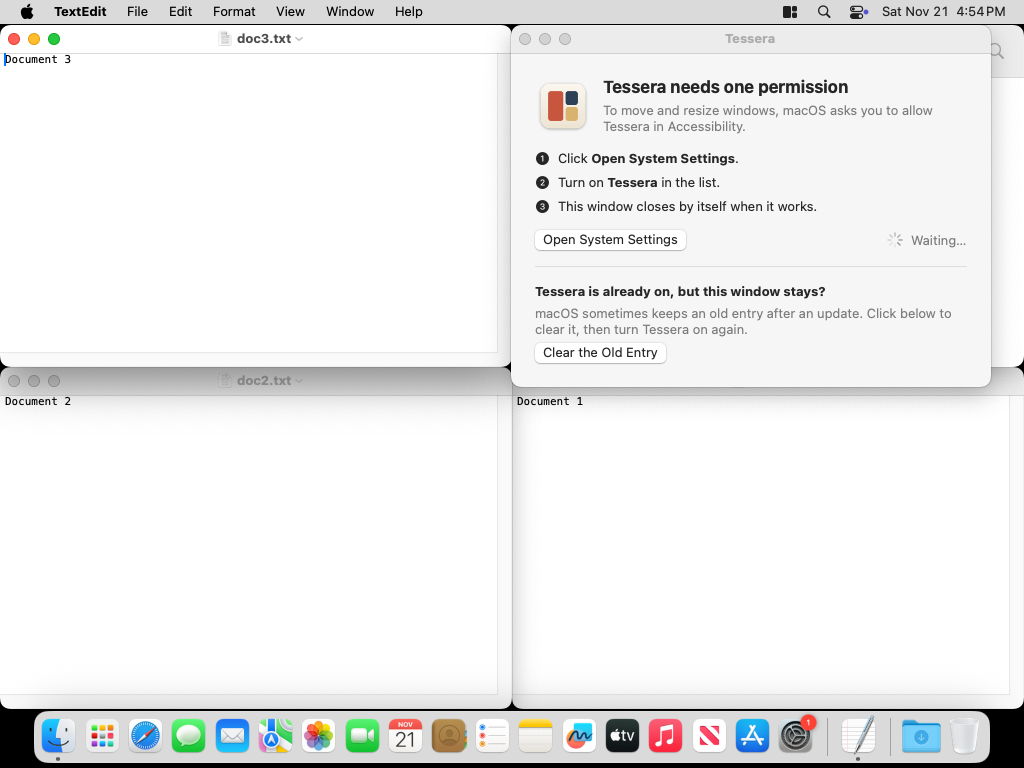 TextEdit File Edit Format View Window Help Sat Nov 21 4:54 PM
doc3.txt
Document 3
Tessera
Tessera needs one permission
To move and resize windows, macOS asks you to allow
Tessera in Accessibility.
1 Click Open System Settings.
2 Turn on Tessera in the list.
3 This window closes by itself when it works.
Open System Settings Waiting...
Tessera is already on, but this window stays?
macOS sometimes keeps an old entry after an update. Click below to
clear it, then turn Tessera on again.
Clear the Old Entry
doc2.txt
Document 2
Document 1
NOV
21
tv
1